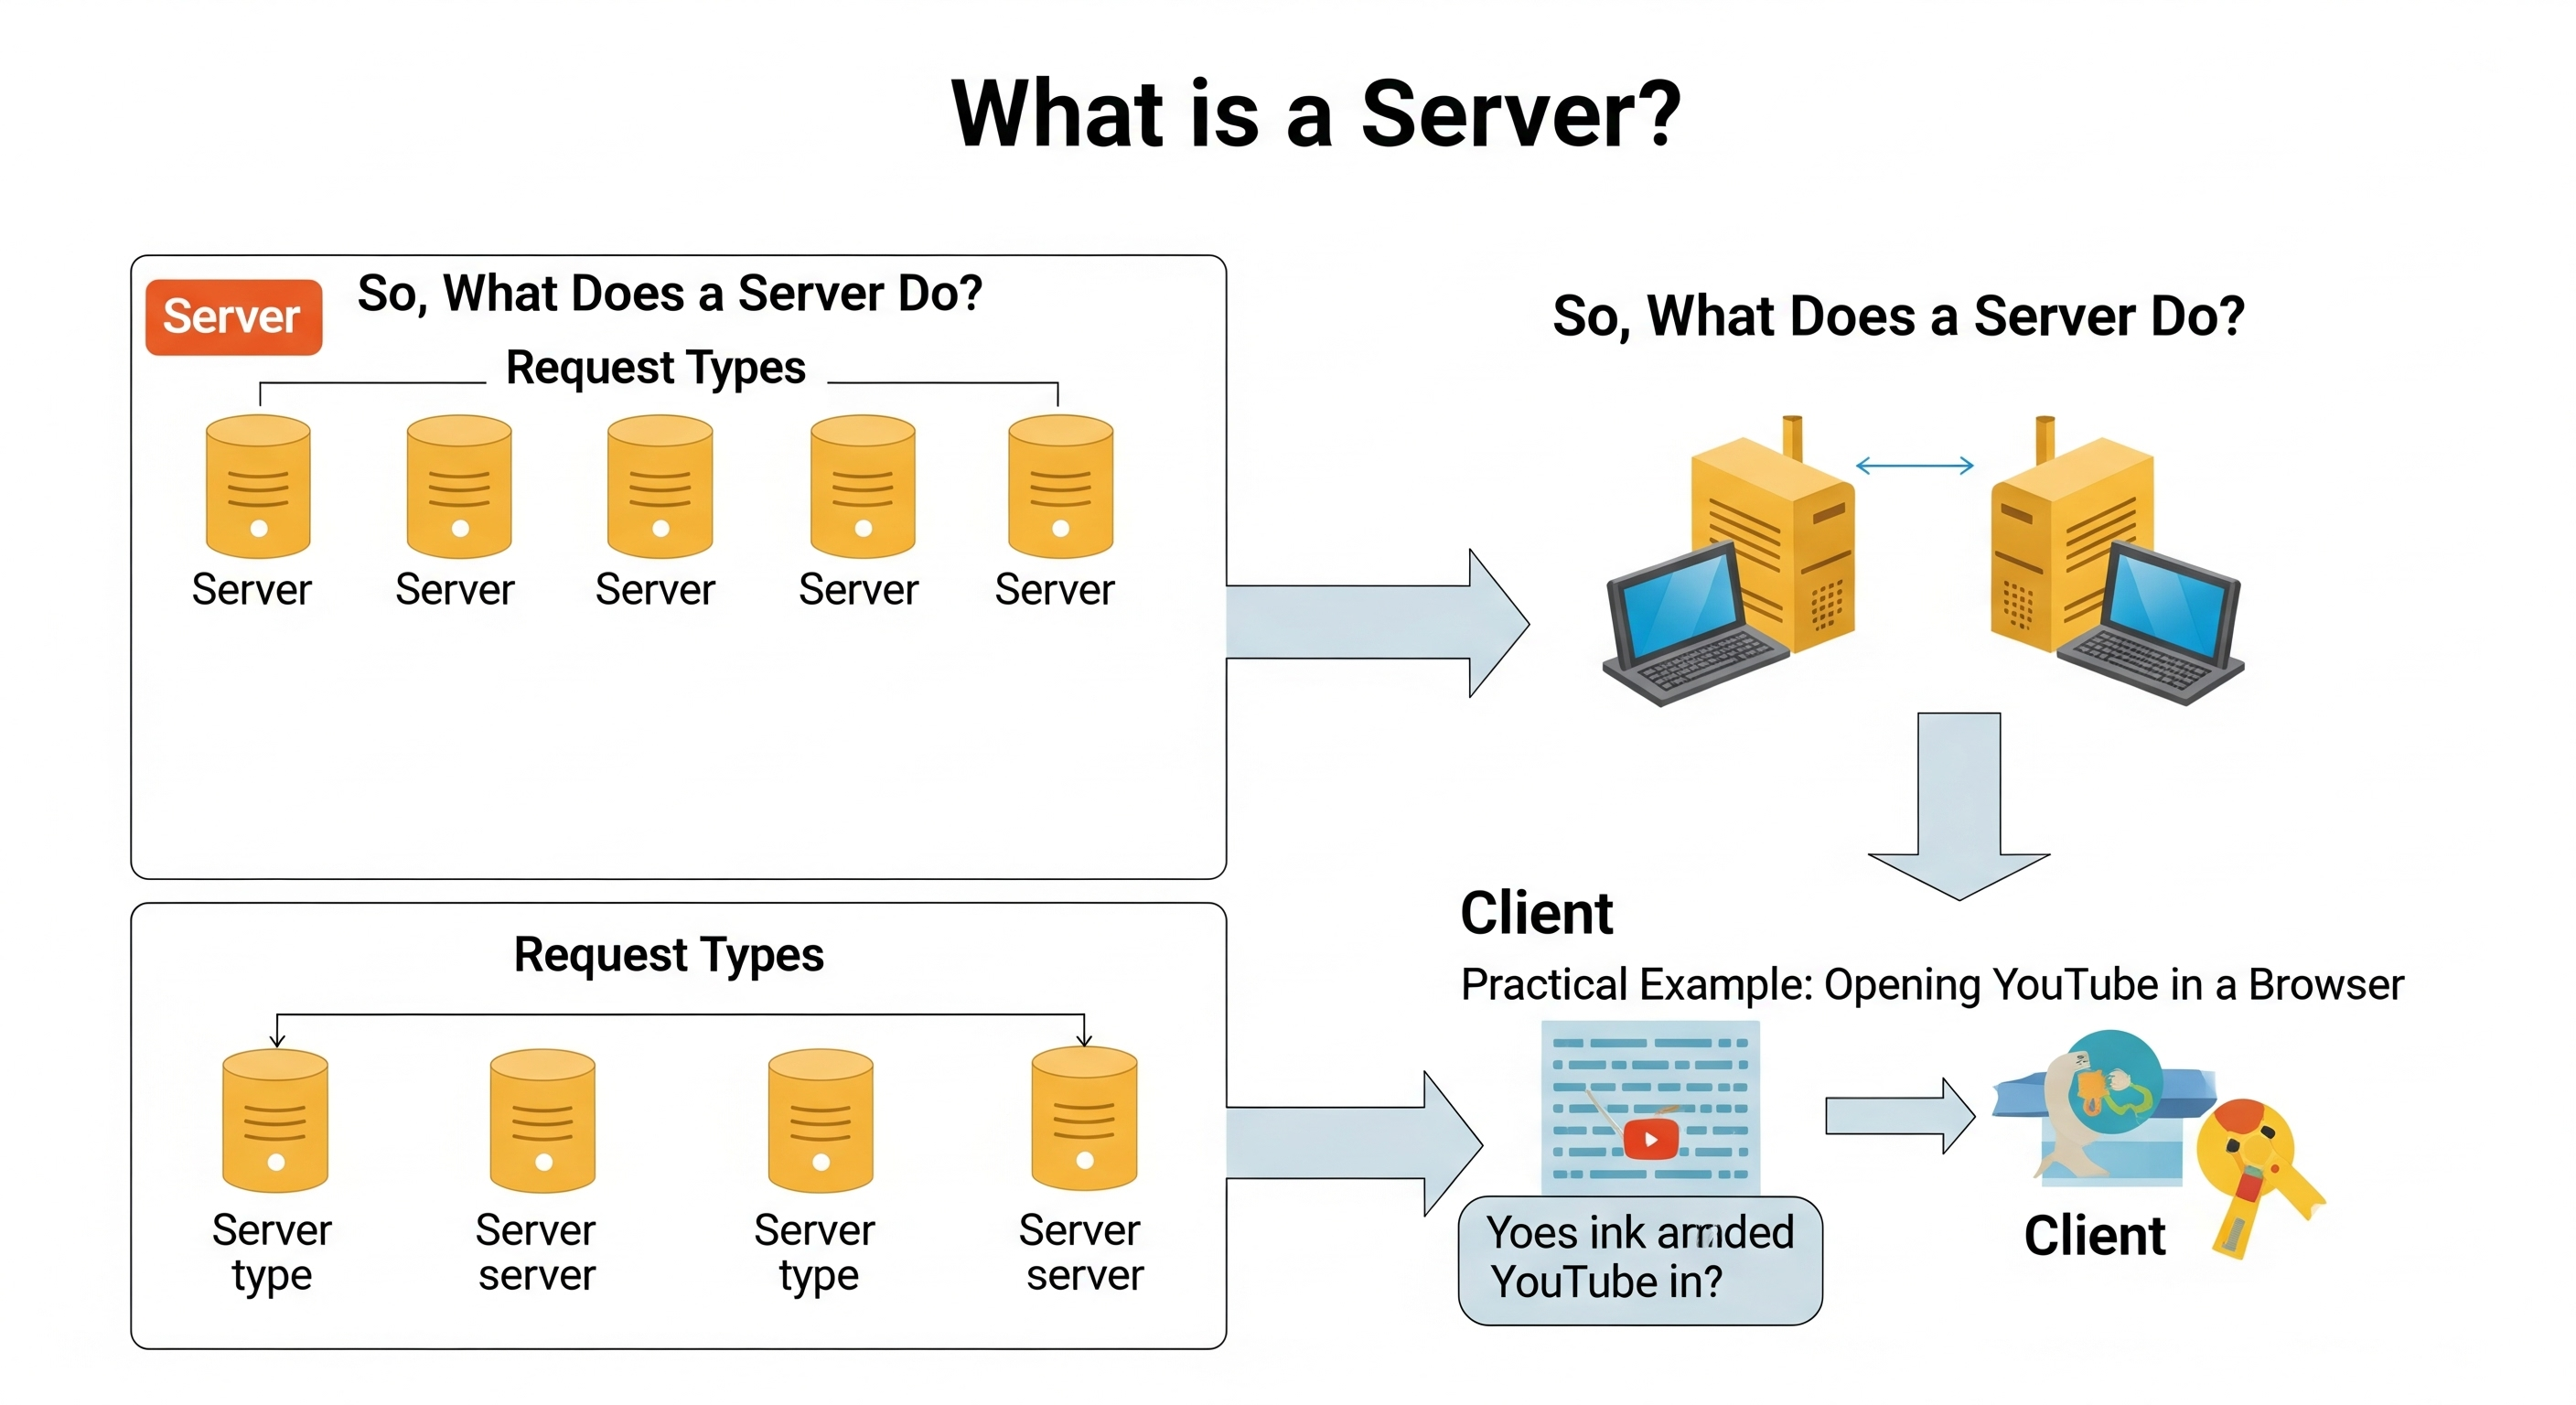 What is a Server?
Server
So, What Does a Server Do?
Request Types
Server Server Server Server Server
So, What Does a Server Do?
Request Types
Server type
Server server
Server type
Server server
Client
Practical Example: Opening YouTube in a Browser
Yoes ink
YouTube in?
Client